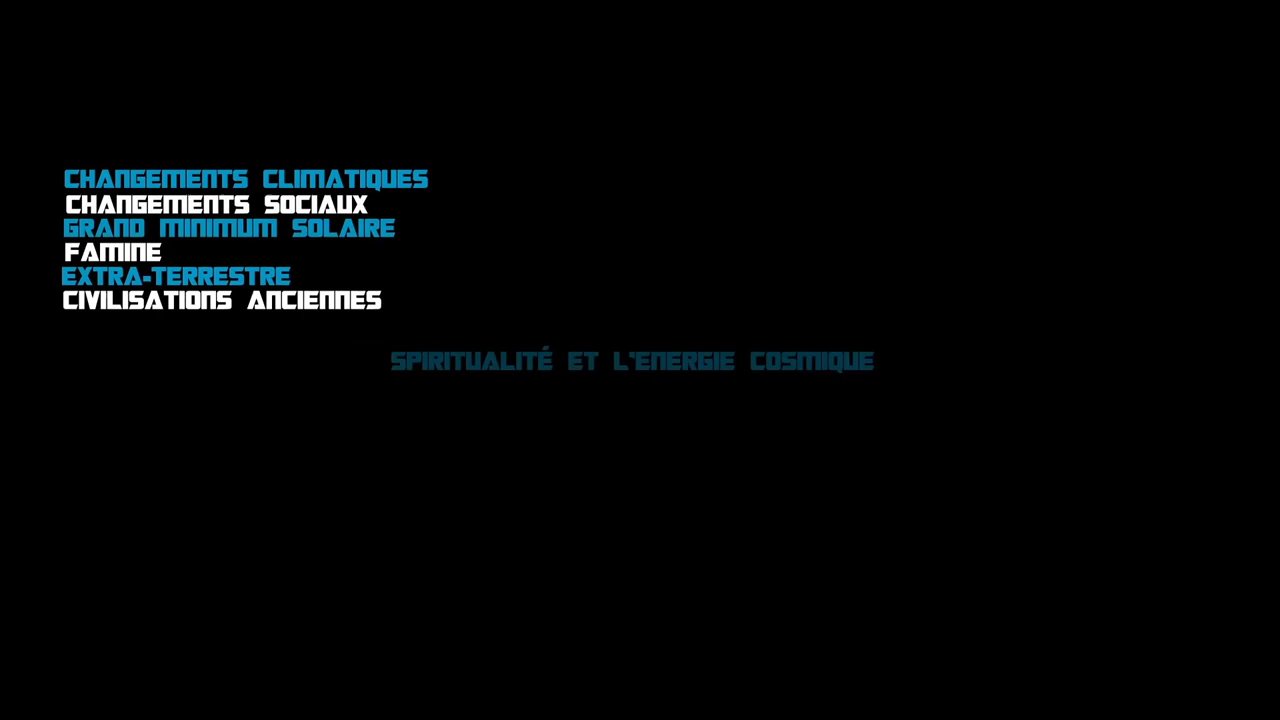 CHANGEMENTS CLIMATIQUES
CHANGEMENTS SOCIAUX
GRAND MINIMUM SOLAIRE
FAMINE
EXTRA-TERRESTRE
CIVILISATIONS ANCIENNES
SPIRITUALITÉ ET L'ENERGIE COSMIQUE